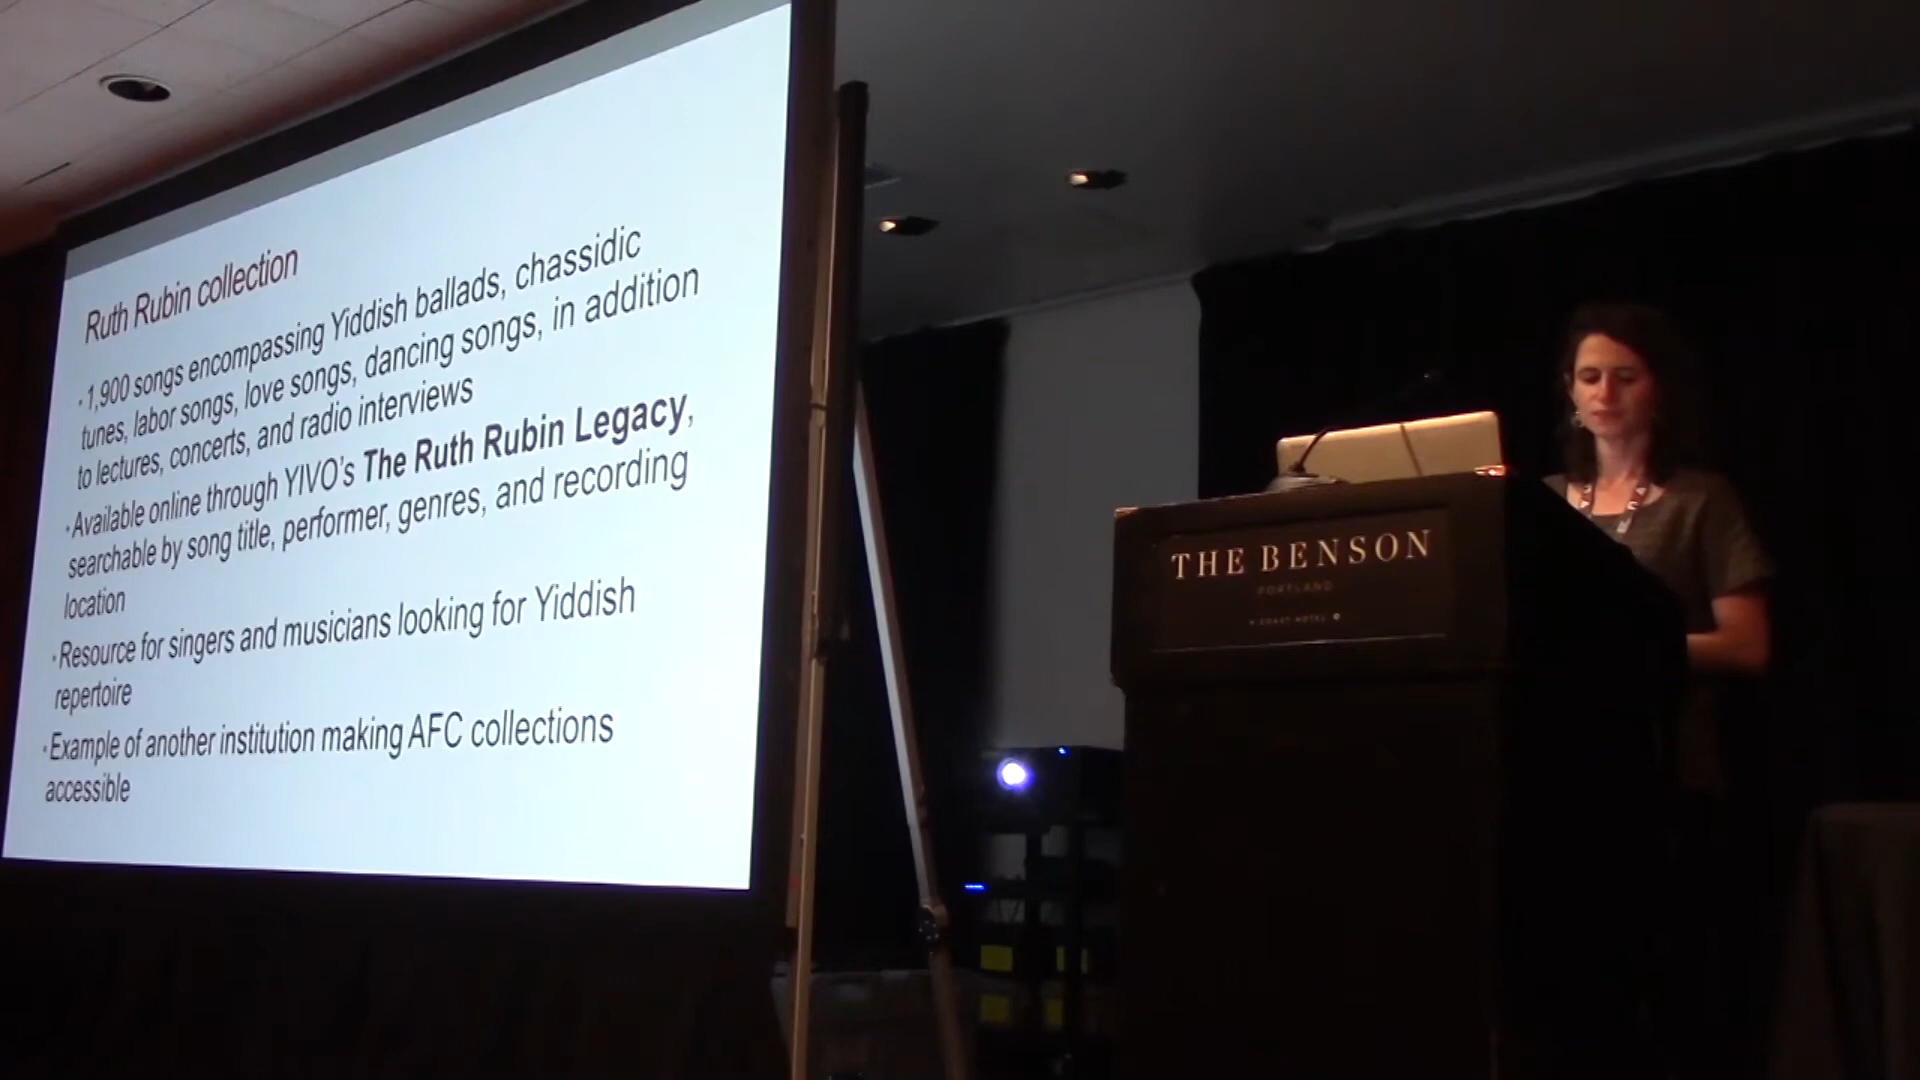 Ruth Rubin collection
· 1,900 songs encompassing Yiddish ballads, chassidic
tunes, labor songs, love songs, dancing songs, in addition
to lectures, concerts, and radio interviews
· Available online through YIVO’s The Ruth Rubin Legacy,
searchable by song title, performer, genres, and recording
location
· Resource for singers and musicians looking for Yiddish
repertoire
· Example of another institution making AFC collections
accessible
THE BENSON
PORTLAND
A COAST HOTEL